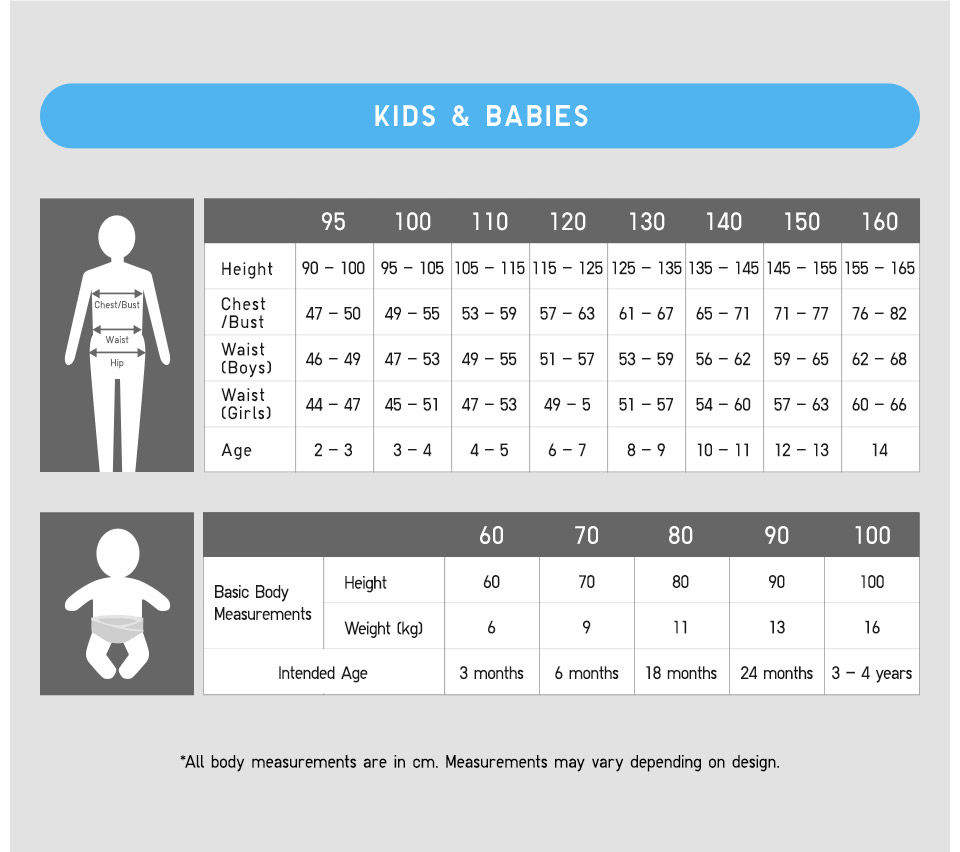 KIDS & BABIES
Chest/Bust
Waist
Hip
95 100 110 120 130 140 150 160
Height 90 – 100 95 – 105 105 – 115 115 – 125 125 – 135 135 – 145 145 – 155 155 – 165
Chest
/Bust 47 – 50 49 – 55 53 – 59 57 – 63 61 – 67 65 – 71 71 – 77 76 – 82
Waist
(Boys) 46 – 49 47 – 53 49 – 55 51 – 57 53 – 59 56 – 62 59 – 65 62 – 68
Waist
(Girls) 44 – 47 45 – 51 47 – 53 49 – 5 51 – 57 54 – 60 57 – 63 60 – 66
Age 2 – 3 3 – 4 4 – 5 6 – 7 8 – 9 10 – 11 12 – 13 14
60 70 80 90 100
Basic Body
Measurements
Height 60 70 80 90 100
Weight (kg) 6 9 11 13 16
Intended Age 3 months 6 months 18 months 24 months 3 – 4 years
*All body measurements are in cm. Measurements may vary depending on design.